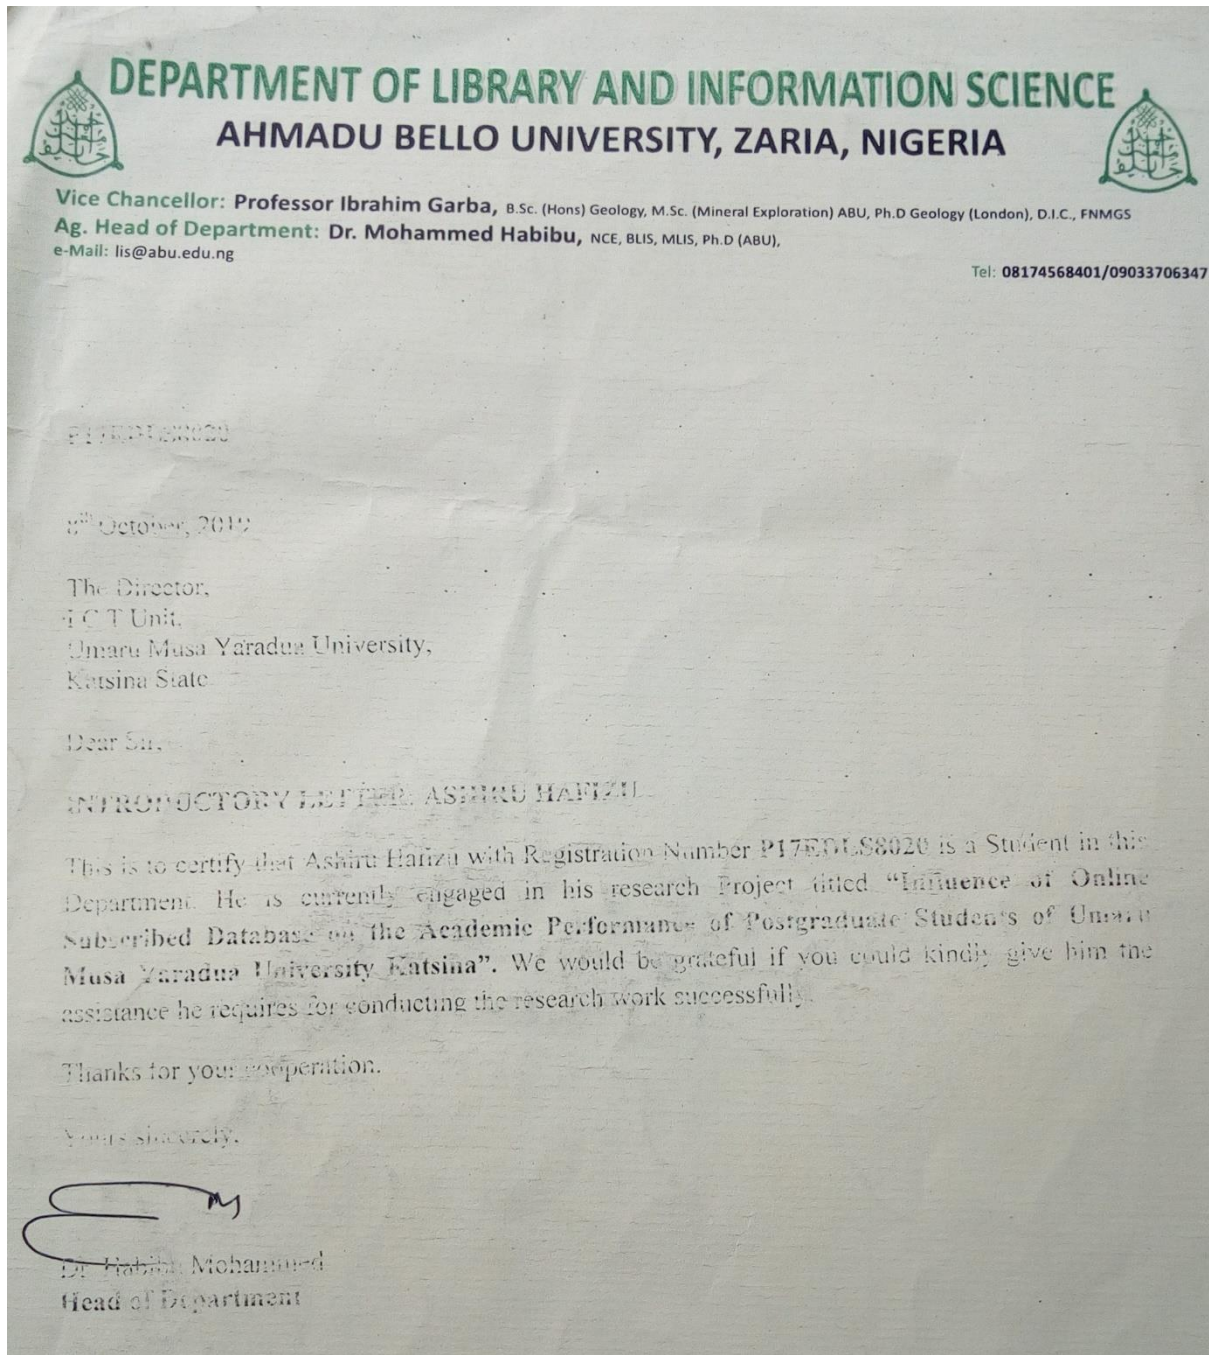 DEPARTMENT OF LIBRARY AND INFORMATION SCIENCE
AHMADU BELLO UNIVERSITY, ZARIA, NIGERIA
Vice Chancellor: Professor Ibrahim Garba, B.Sc. (Hons) Geology, M.Sc. (Mineral Exploration) ABU, Ph.D Geology (London), D.I.C., FNMGS
Ag. Head of Department: Dr. Mohammed Habibu, NCE, BLIS, MLIS, Ph.D (ABU),
e-Mail: lis@abu.edu.ng
Tel: 08174568401/09033706347
P17EDLS8020
8th October, 2019
The Director,
I C T Unit,
Umaru Musa Yaradua University,
Katsina State
Dear Sir,
INTRODUCTORY LETTER: ASHIRU HAFIZU
This is to certify that Ashiru Hafizu with Registration Number P17EDLS8020 is a Student in this
Department. He is currently engaged in his research Project titled “Influence of Online
Subscribed Database on the Academic Performance of Postgraduate Students of Umaru
Musa Yaradua University Katsina”. We would be grateful if you could kindly give him the
assistance he requires for conducting the research work successfully.
Thanks for your cooperation.
Yours sincerely,
Dr. Habibu Mohammed
Head of Department